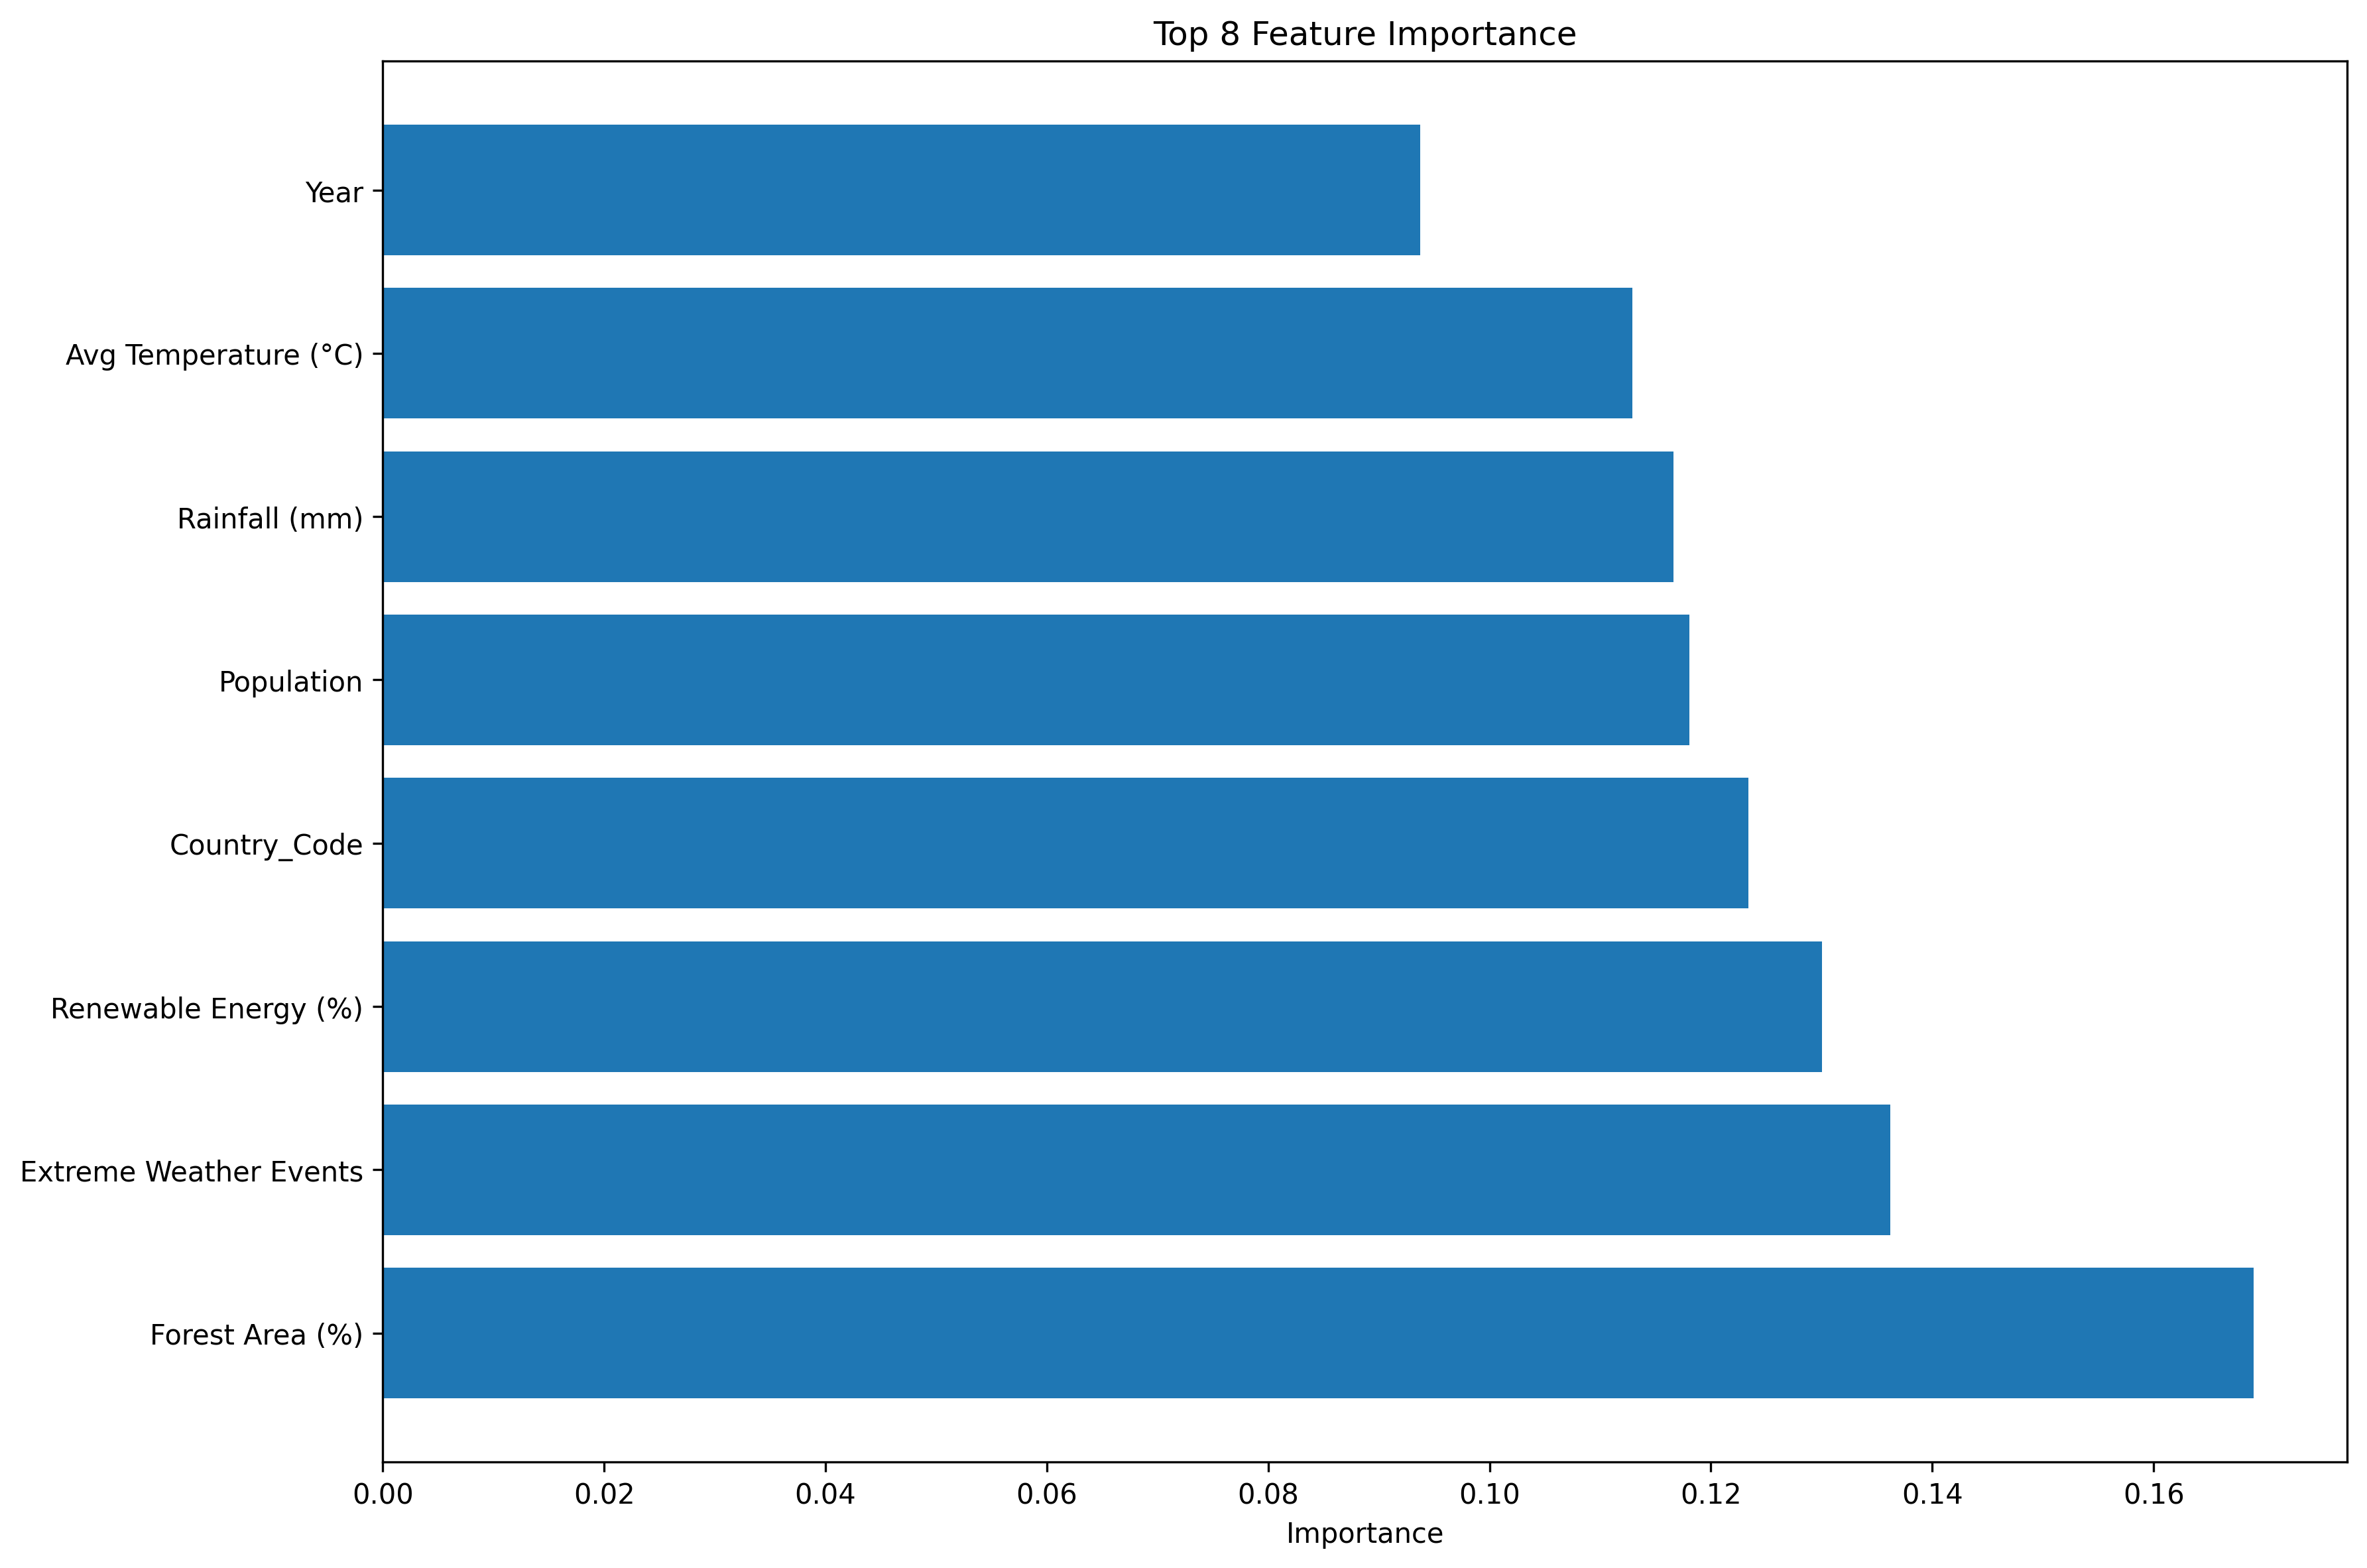 Top 8 Feature Importance
Year
Avg Temperature (°C)
Rainfall (mm)
Population
Country_Code
Renewable Energy (%)
Extreme Weather Events
Forest Area (%)
0.00 0.02 0.04 0.06 0.08 0.10 0.12 0.14 0.16
Importance